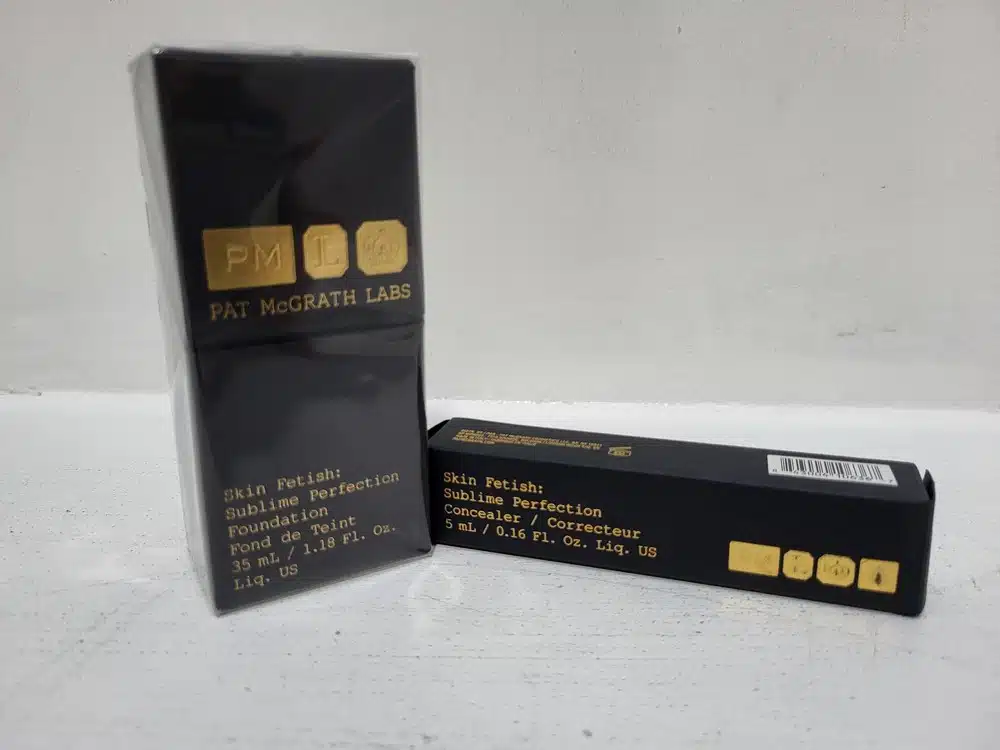 PM
PAT McGRATH LABS
Skin Fetish:
Sublime Perfection
Foundation
Fond de Teint
35 mL / 1.18 Fl. Oz.
Liq. US
Skin Fetish:
Sublime Perfection
Concealer / Correcteur
5 mL / 0.16 Fl. Oz. Liq. US